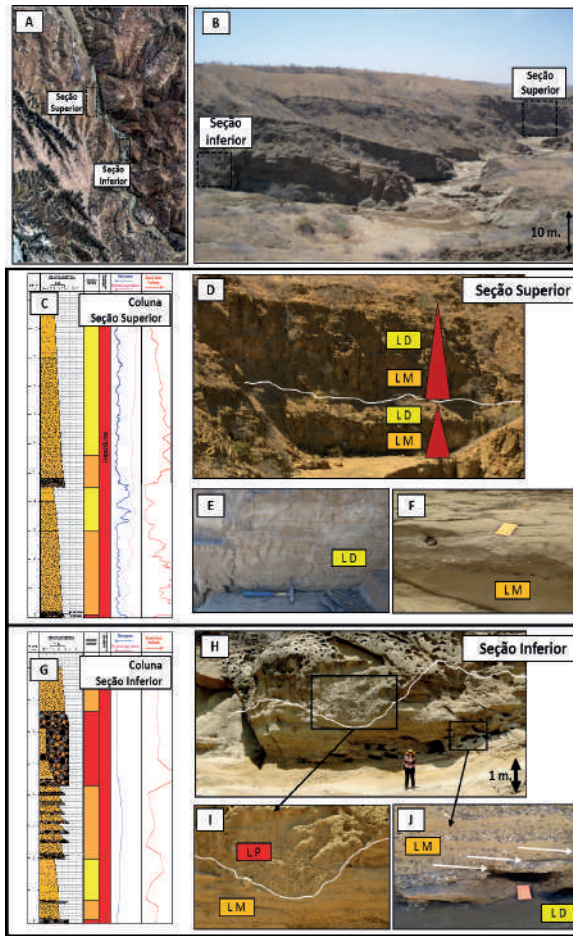 A
Seção
Superior
Seção
Inferior
B
Seção
Superior
Seção
Inferior
10 m.
C
Coluna
Seção Superior
D
Seção Superior
L D
L M
L D
L M
E
L D
F
L M
G
Coluna
Seção Inferior
H
Seção Inferior
1 m.
I
L P
L M
J
L M
L D